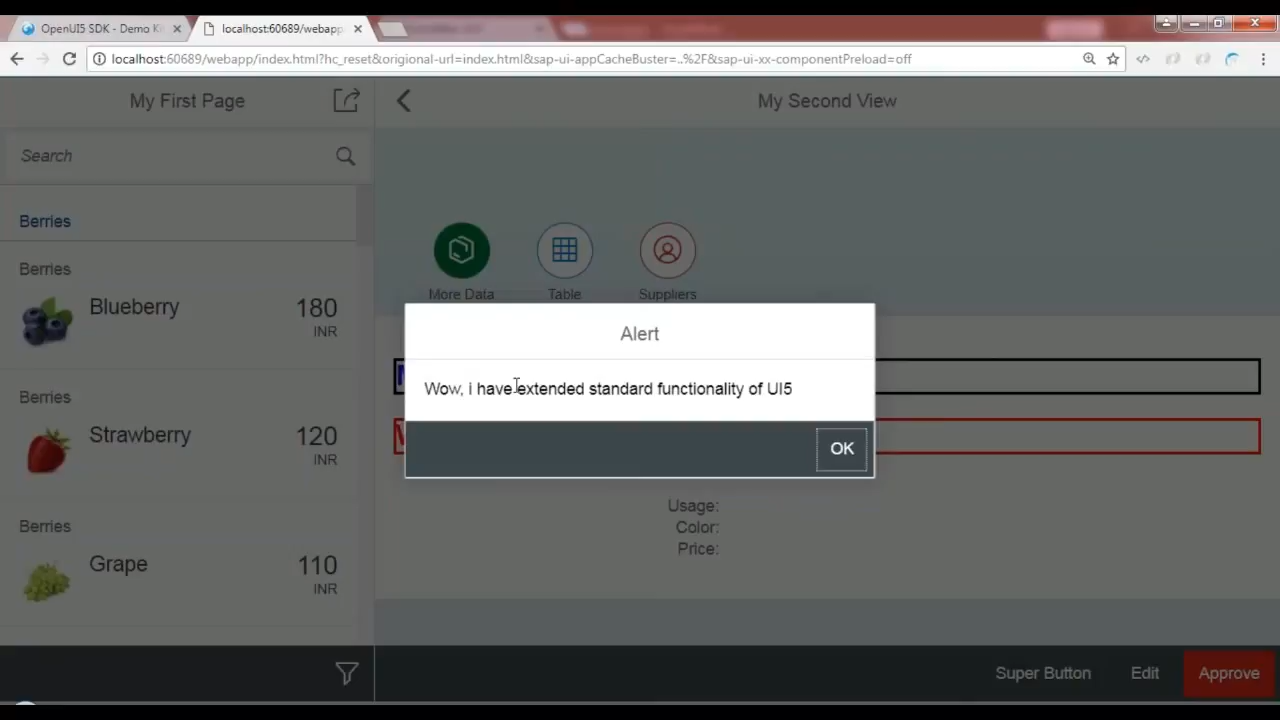 OpenUI5 SDK - Demo Ki
localhost:60689/webapp
localhost:60689/webapp/index.html?hc_reset&origional-url=index.html&sap-ui-appCacheBuster=..%2F&sap-ui-xx-componentPreload=off
My First Page
My Second View
Search
Berries
Berries
Blueberry
180
INR
Berries
Strawberry
120
INR
Berries
Grape
110
INR
More Data
Table
Suppliers
Alert
Wow, i have extended standard functionality of UI5
OK
Usage:
Color:
Price:
Super Button
Edit
Approve